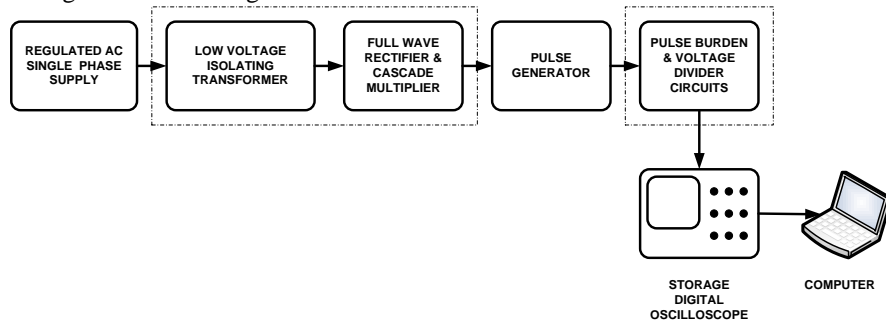 REGULATED AC
SINGLE PHASE
SUPPLY
LOW VOLTAGE
ISOLATING
TRANSFORMER
FULL WAVE
RECTIFIER &
CASCADE
MULTIPLIER
PULSE
GENERATOR
PULSE BURDEN
& VOLTAGE
DIVIDER
CIRCUITS
STORAGE
DIGITAL
OSCILLOSCOPE
COMPUTER